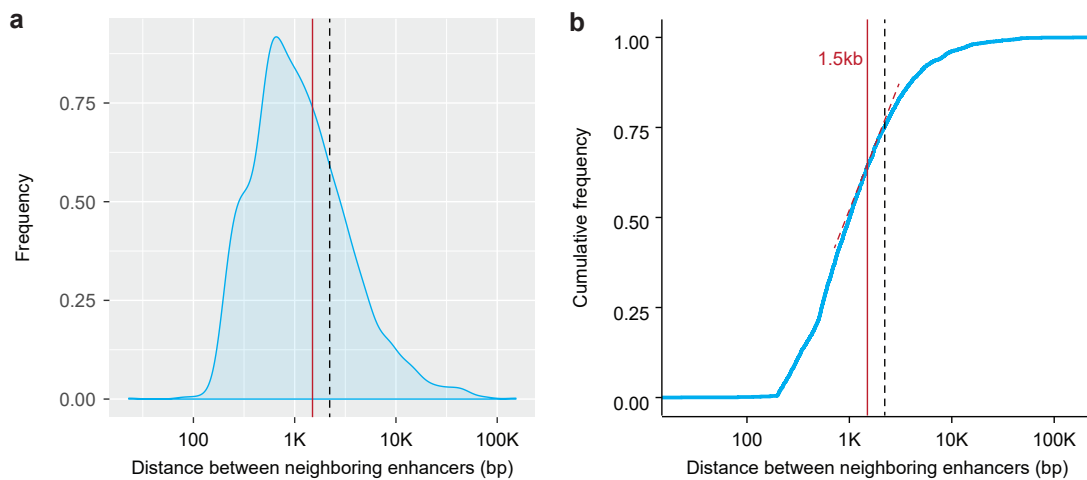 a
Frequency
0.75
0.50
0.25
0.00
100
1K
10K
100K
Distance between neighboring enhancers (bp)
b
Cumulative frequency
1.00
0.75
0.50
0.25
0.00
1.5kb
100
1K
10K
100K
Distance between neighboring enhancers (bp)